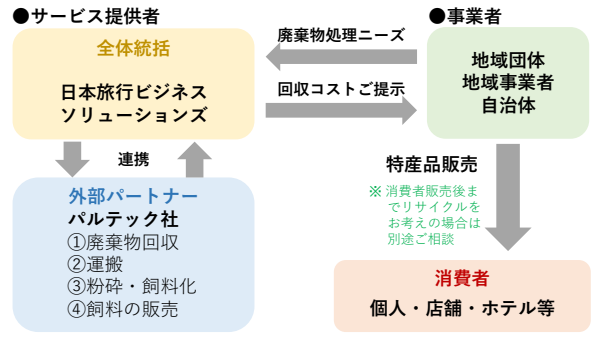 ●サービス提供者
全体統括
日本旅行ビジネス
ソリューションズ
廃棄物処理ニーズ
回収コストご提示
●事業者
地域団体
地域事業者
自治体
連携
外部パートナー
パルテック社
①廃棄物回収
②運搬
③粉砕・飼料化
④飼料の販売
特産品販売
※消費者販売後ま
でリサイクルを
お考えの場合は
別途ご相談
消費者
個人・店舗・ホテル等